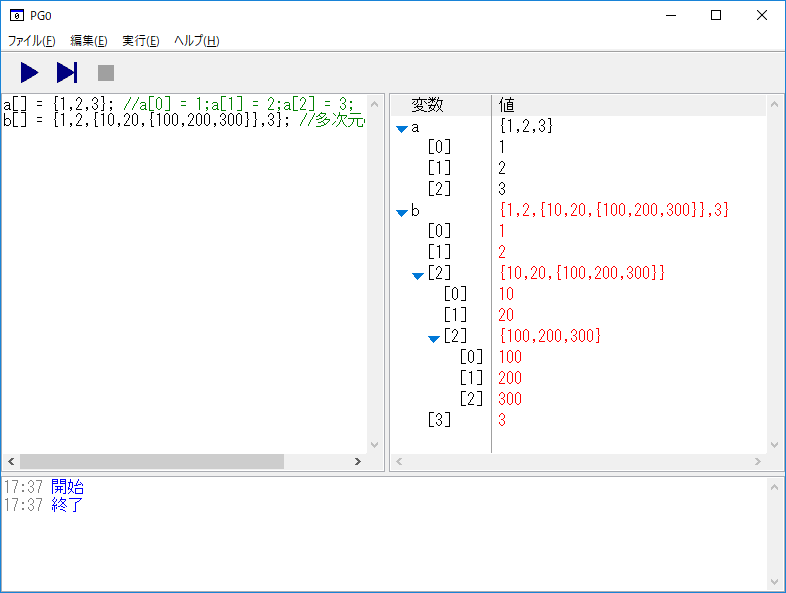 PG0
ファイル(F) 編集(E) 実行(E) ヘルプ(H)
a[] = {1,2,3}; //a[0] = 1;a[1] = 2;a[2] = 3;
b[] = {1,2,{10,20,{100,200,300}},3}; //多次元
変数 値
a {1,2,3}
[0] 1
[1] 2
[2] 3
b {1,2,{10,20,{100,200,300}},3}
[0] 1
[1] 2
[2] {10,20,{100,200,300}}
[0] 10
[1] 20
[2] {100,200,300}
[0] 100
[1] 200
[2] 300
[3] 3
17:37 開始
17:37 終了